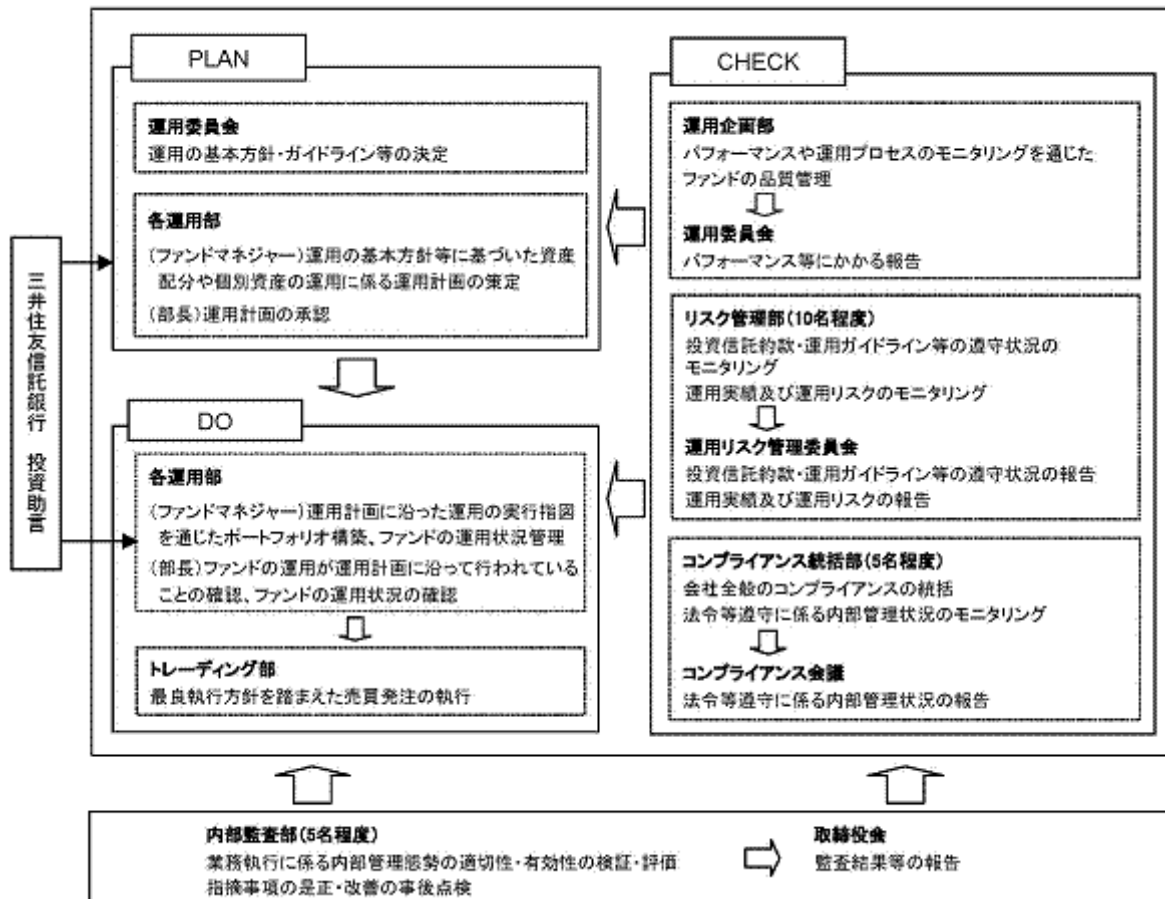 PLAN
運用委員会
運用の基本方針・ガイドライン等の決定
各運用部
(ファンドマネジャー)運用の基本方針等に基づいた資産
配分や個別資産の運用に係る運用計画の策定
(部長)運用計画の承認
三井住友信託銀行 投資助言
DO
各運用部
(ファンドマネジャー)運用計画に沿った運用の実行指図
を通じたポートフォリオ構築、ファンドの運用状況管理
(部長)ファンドの運用が運用計画に沿って行われている
ことの確認、ファンドの運用状況の確認
トレーディング部
最良執行方針を踏まえた売買発注の執行
CHECK
運用企画部
パフォーマンスや運用プロセスのモニタリングを通じた
ファンドの品質管理
運用委員会
パフォーマンス等にかかる報告
リスク管理部(10名程度)
投資信託約款・運用ガイドライン等の遵守状況の
モニタリング
運用実績及び運用リスクのモニタリング
運用リスク管理委員会
投資信託約款・運用ガイドライン等の遵守状況の報告
運用実績及び運用リスクの報告
コンプライアンス統括部(5名程度)
会社全般のコンプライアンスの統括
法令等遵守に係る内部管理状況のモニタリング
コンプライアンス会議
法令等遵守に係る内部管理状況の報告
内部監査部(5名程度)
業務執行に係る内部管理態勢の適切性・有効性の検証・評価
指摘事項の是正・改善の事後点検
取締役会
監査結果等の報告